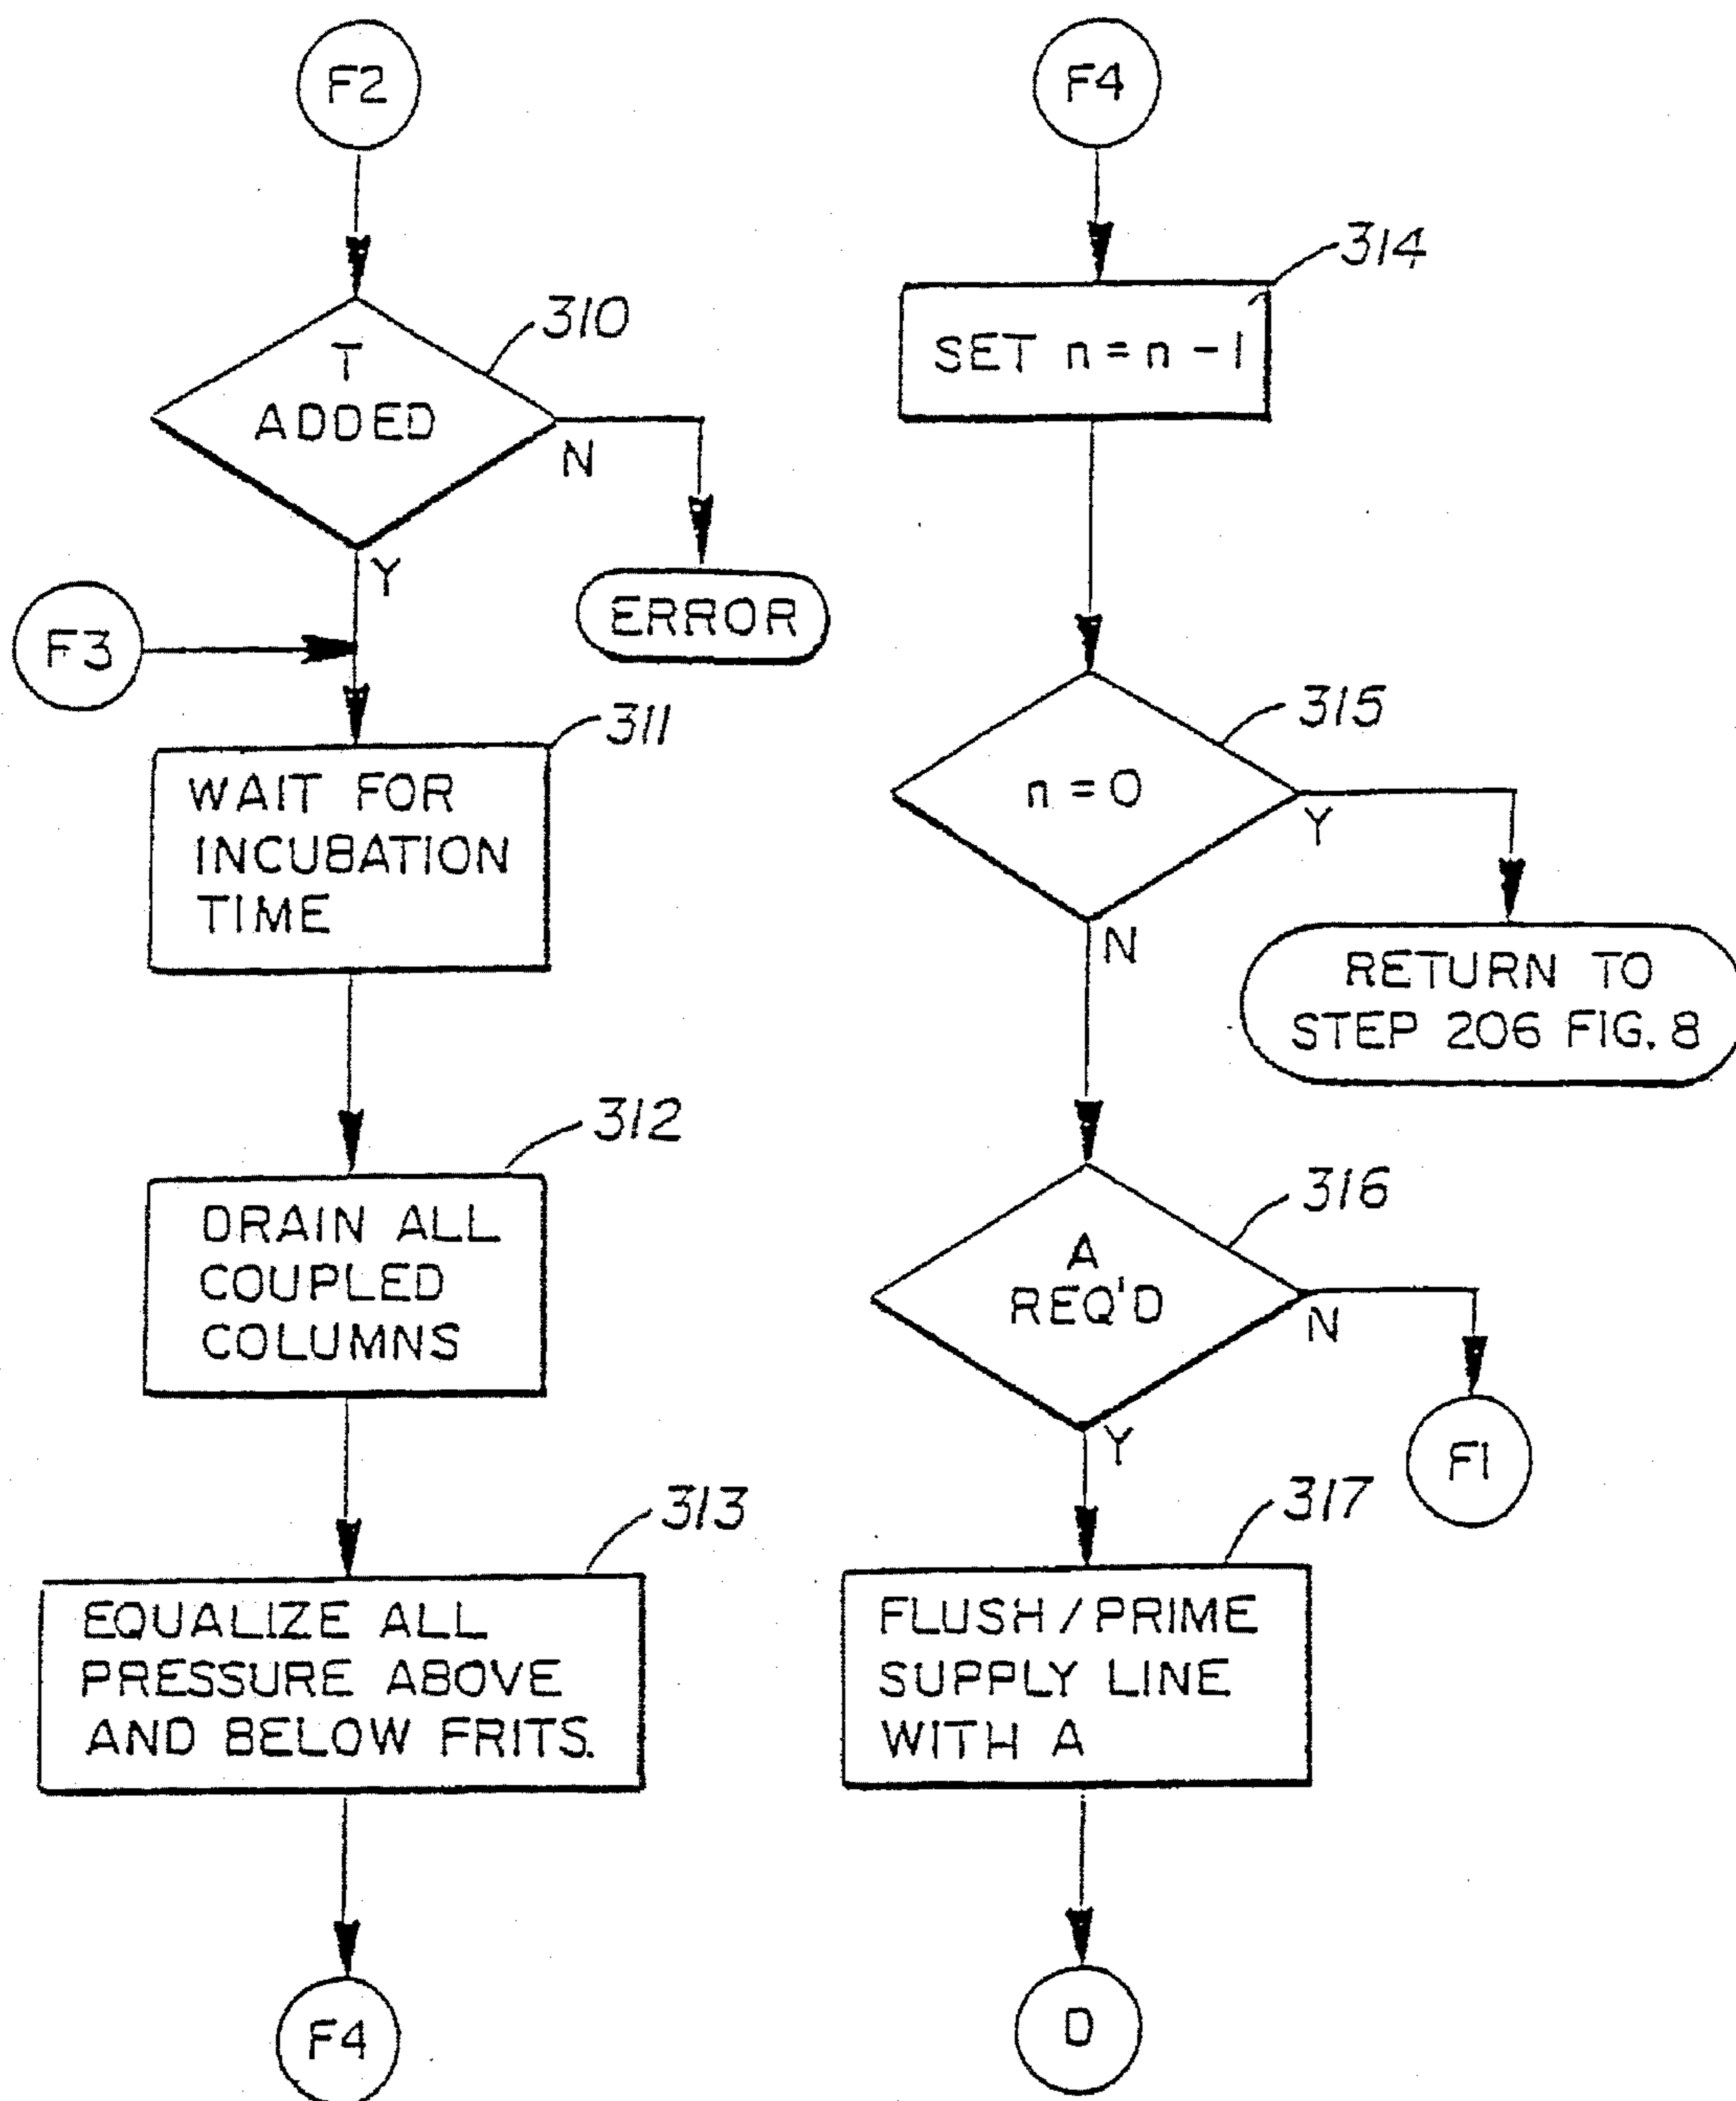 F2
310
T
ADDED
N
Y
ERROR
F3
311
WAIT FOR
INCUBATION
TIME
312
DRAIN ALL
COUPLED
COLUMNS
313
EQUALIZE ALL
PRESSURE ABOVE
AND BELOW FRITS.
F4
F4
314
SET n = n - 1
315
n = 0
Y
N
RETURN TO
STEP 206 FIG. 8
316
A
REQ'D
N
Y
F1
317
FLUSH / PRIME
SUPPLY LINE
WITH A
D